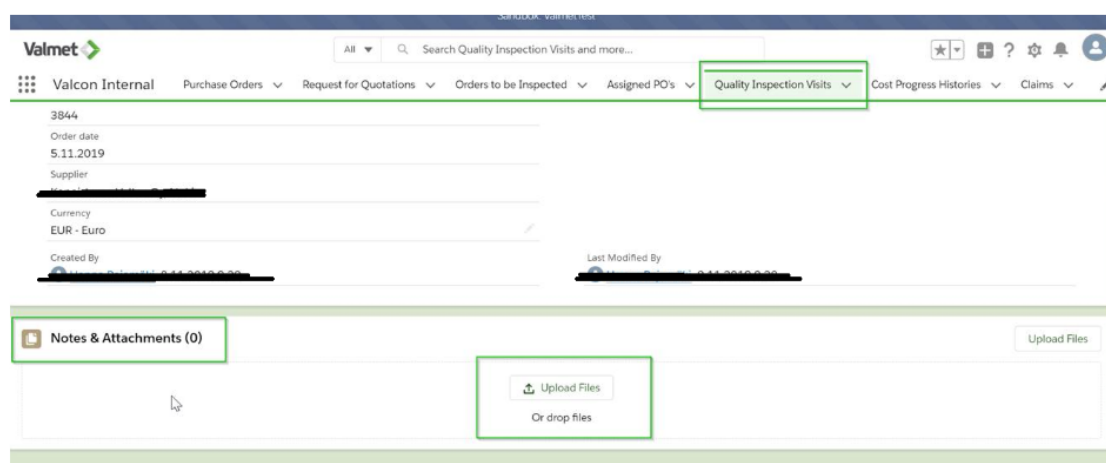 Sandbox: Valmet test
Valmet
All
Search Quality Inspection Visits and more...
Valcon Internal
Purchase Orders
Request for Quotations
Orders to be Inspected
Assigned PO's
Quality Inspection Visits
Cost Progress Histories
Claims
3844
Order date
5.11.2019
Supplier
Currency
EUR - Euro
Created By
Last Modified By
Notes & Attachments (0)
Upload Files
Upload Files
Or drop files